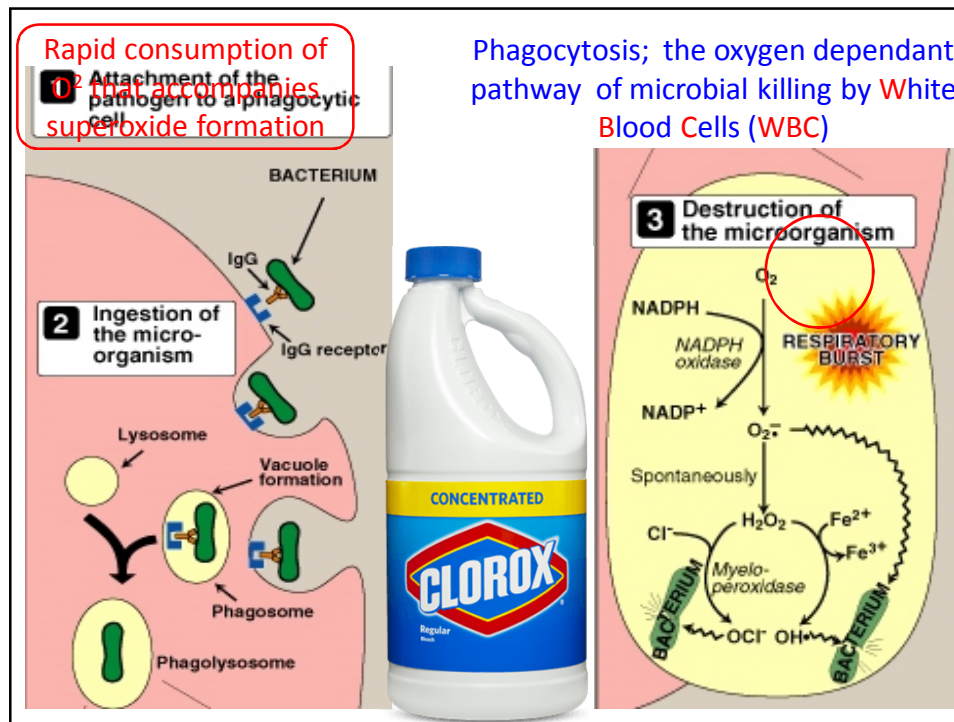 Rapid consumption of
O² that accompanies
superoxide formation
1 Attachment of the
pathogen to a phagocytic
cell
Phagocytosis; the oxygen dependant
pathway of microbial killing by White
Blood Cells (WBC)
BACTERIUM
IgG
IgG receptor
2 Ingestion of
the micro-
organism
Lysosome
Vacuole
formation
Phagosome
Phagolysosome
CLOROX
CONCENTRATED
CLOROX
Regular
Bleach
3 Destruction of
the microorganism
O2
NADPH
NADPH
oxidase
RESPIRATORY
BURST
NADP+
O2•−
Spontaneously
H2O2
Cl−
Fe2+
Fe3+
Myelo-
peroxidase
BACTERIUM
OCl− OH•
BACTERIUM